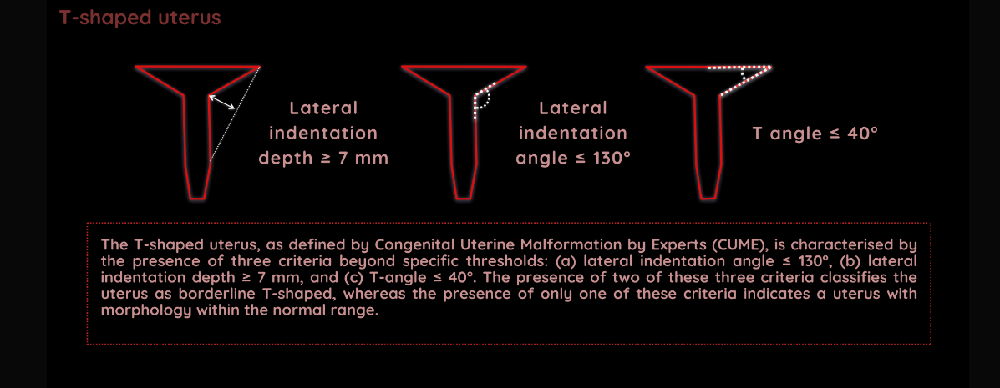 T-shaped uterus
Lateral
indentation
depth ≥ 7 mm
Lateral
indentation
angle ≤ 130°
T angle ≤ 40°
The T-shaped uterus, as defined by Congenital Uterine Malformation by Experts (CUME), is characterised by
the presence of three criteria beyond specific thresholds: (a) lateral indentation angle ≤ 130°, (b) lateral
indentation depth ≥ 7 mm, and (c) T-angle ≤ 40°. The presence of two of these three criteria classifies the
uterus as borderline T-shaped, whereas the presence of only one of these criteria indicates a uterus with
morphology within the normal range.